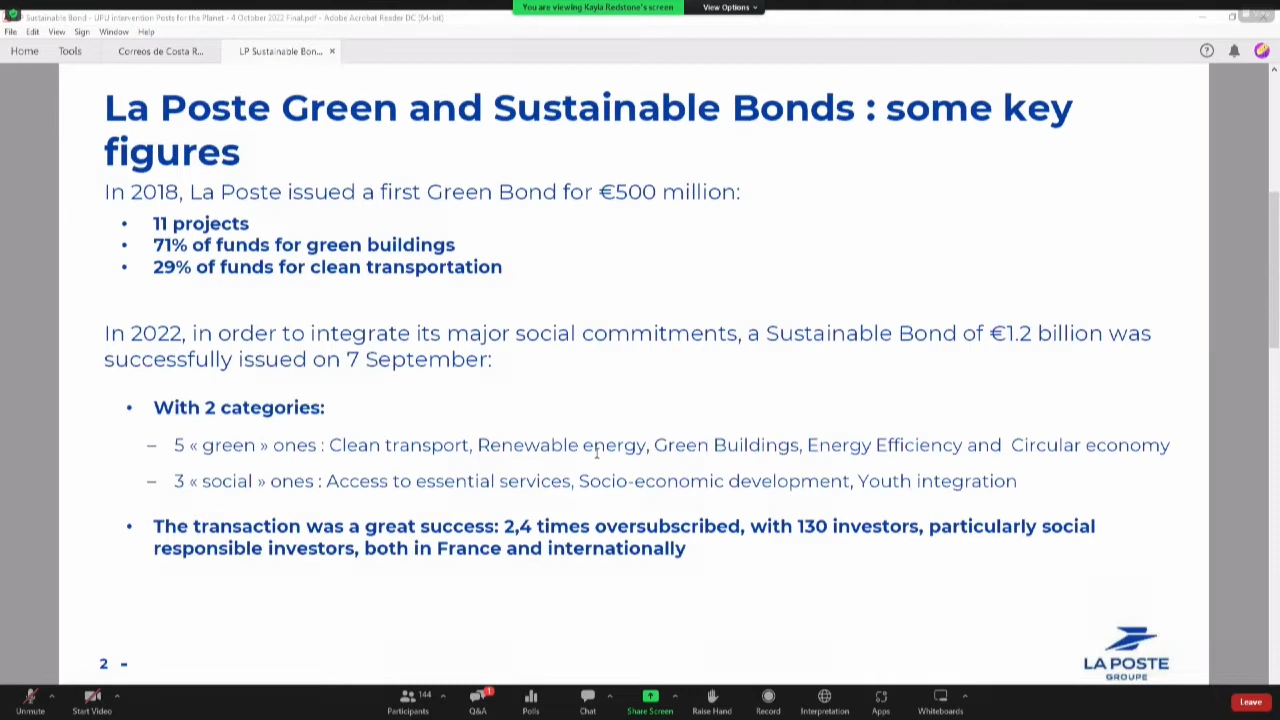 You are viewing Kayla Redstone's screen
View Options
Sustainable Bond - UPU intervention Posts for the Planet - 4 October 2022 Final.pdf - Adobe Acrobat Reader DC (64-bit)
View
File Edit View Sign Window Help
Home Tools Correos de Costa R... LP Sustainable Bon... ×
La Poste Green and Sustainable Bonds : some key
figures
In 2018, La Poste issued a first Green Bond for €500 million:
• 11 projects
• 71% of funds for green buildings
• 29% of funds for clean transportation
In 2022, in order to integrate its major social commitments, a Sustainable Bond of €1.2 billion was
successfully issued on 7 September:
• With 2 categories:
– 5 « green » ones : Clean transport, Renewable energy, Green Buildings, Energy Efficiency and Circular economy
– 3 « social » ones : Access to essential services, Socio-economic development, Youth integration
• The transaction was a great success: 2,4 times oversubscribed, with 130 investors, particularly social
responsible investors, both in France and internationally
LA POSTE
GROUPE
2 -
144
1
Unmute Start Video Participants Q&A Polls Chat Share Screen Raise Hand Record Interpretation Apps Whiteboards Leave